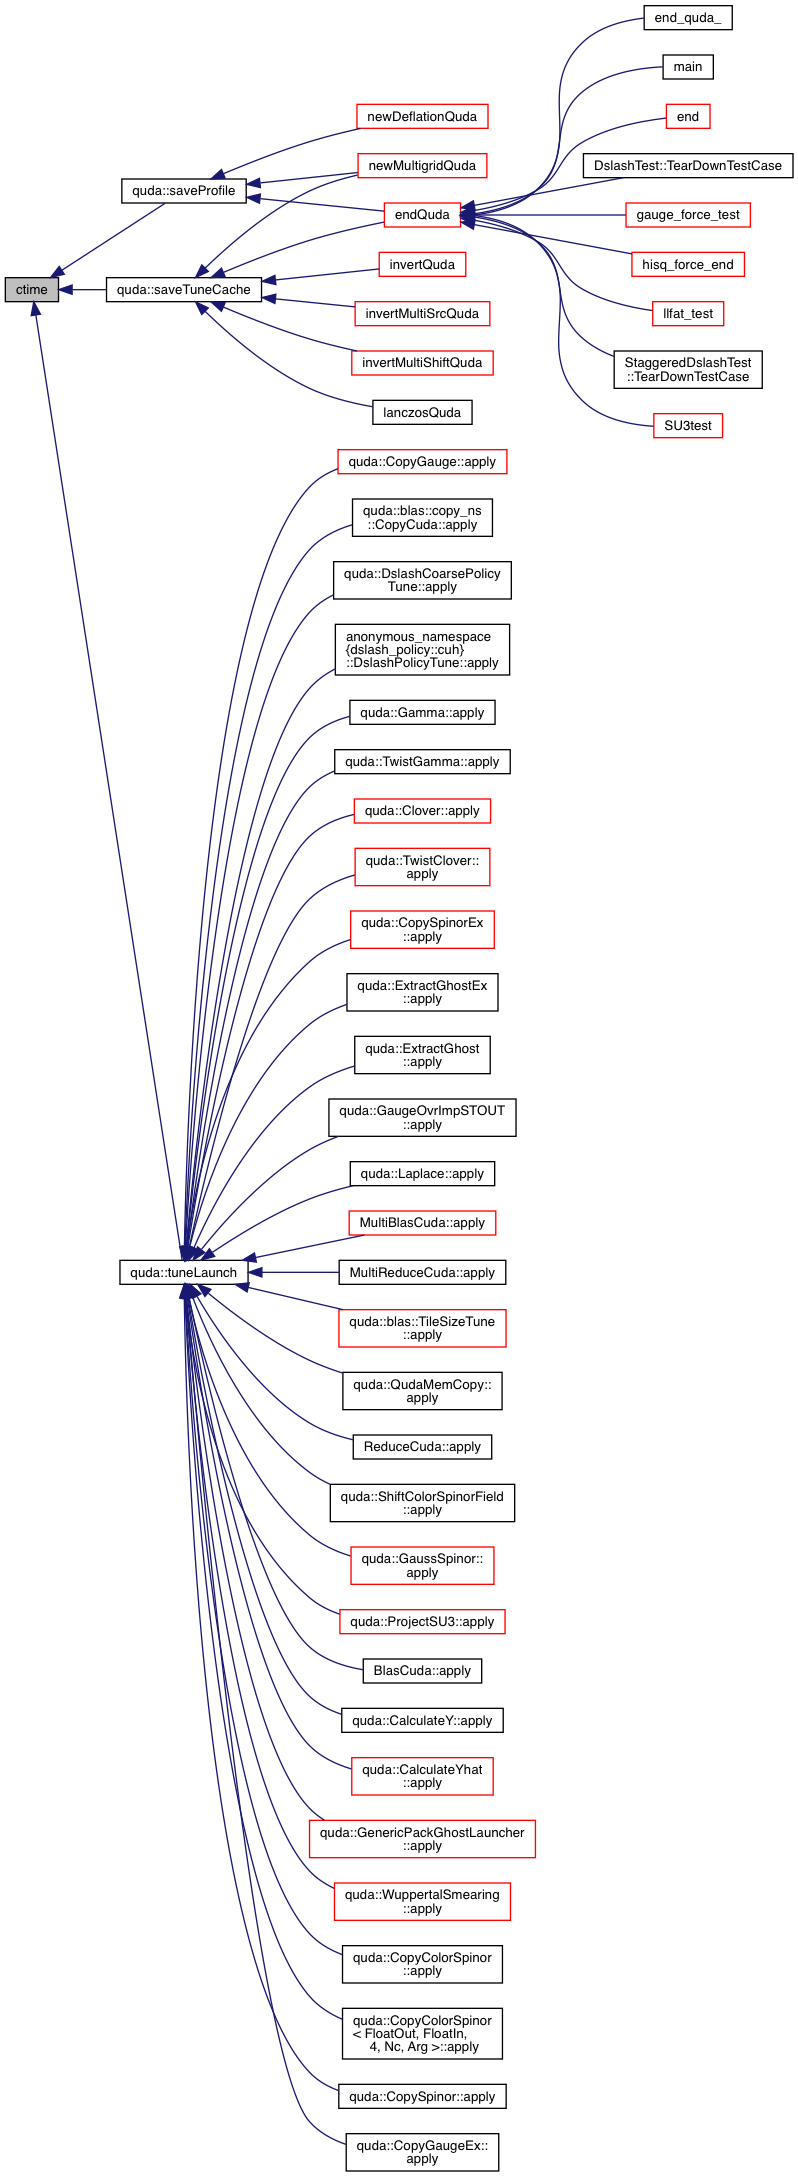 end_quda_
main
newDeflationQuda
end
newMultigridQuda
DslashTest::TearDownTestCase
quda::saveProfile
endQuda
gauge_force_test
invertQuda
hisq_force_end
ctime
quda::saveTuneCache
invertMultiSrcQuda
llfat_test
invertMultiShiftQuda
StaggeredDslashTest
::TearDownTestCase
lanczosQuda
SU3test
quda::CopyGauge::apply
quda::blas::copy_ns
::CopyCuda::apply
quda::DslashCoarsePolicy
Tune::apply
anonymous_namespace
{dslash_policy::cuh}
::DslashPolicyTune::apply
quda::Gamma::apply
quda::TwistGamma::apply
quda::Clover::apply
quda::TwistClover::
apply
quda::CopySpinorEx
::apply
quda::ExtractGhostEx
::apply
quda::ExtractGhost
::apply
quda::GaugeOvrImpSTOUT
::apply
quda::Laplace::apply
MultiBlasCuda::apply
quda::tuneLaunch
MultiReduceCuda::apply
quda::blas::TileSizeTune
::apply
quda::QudaMemCopy::
apply
ReduceCuda::apply
quda::ShiftColorSpinorField
::apply
quda::GaussSpinor::
apply
quda::ProjectSU3::apply
BlasCuda::apply
quda::CalculateY::apply
quda::CalculateYhat
::apply
quda::GenericPackGhostLauncher
::apply
quda::WuppertalSmearing
::apply
quda::CopyColorSpinor
::apply
quda::CopyColorSpinor
< FloatOut, FloatIn,
4, Nc, Arg >::apply
quda::CopySpinor::apply
quda::CopyGaugeEx::
apply